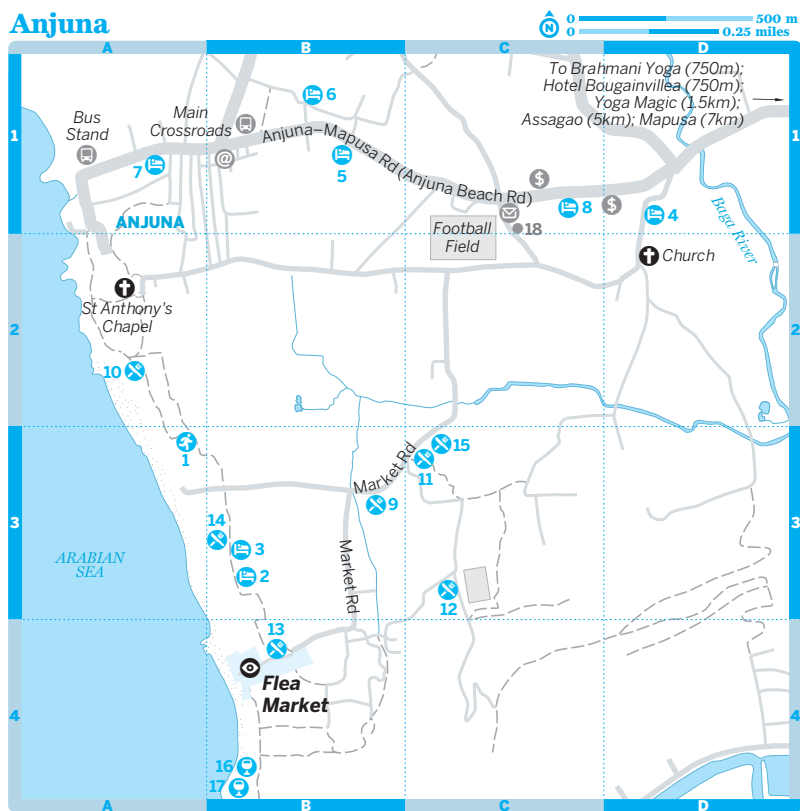 Anjuna
N
0 500 m
0 0.25 miles
A B C D
To Brahmani Yoga (750m);
Hotel Bougainvillea (750m);
Yoga Magic (1.5km);
Assagao (5km); Mapusa (7km)
6
Main
Crossroads
Bus
Stand
1
1
@
Anjuna–Mapusa Rd (Anjuna Beach Rd)
7
5
$
$
8
4
ANJUNA
18
Football
Field
Baga River
Church
St Anthony's
Chapel
2
2
10
1
15
11
Market Rd
9
14
3
3
3
2
ARABIAN
SEA
Market Rd
12
13
Flea
Market
4
4
16
17
A B C D